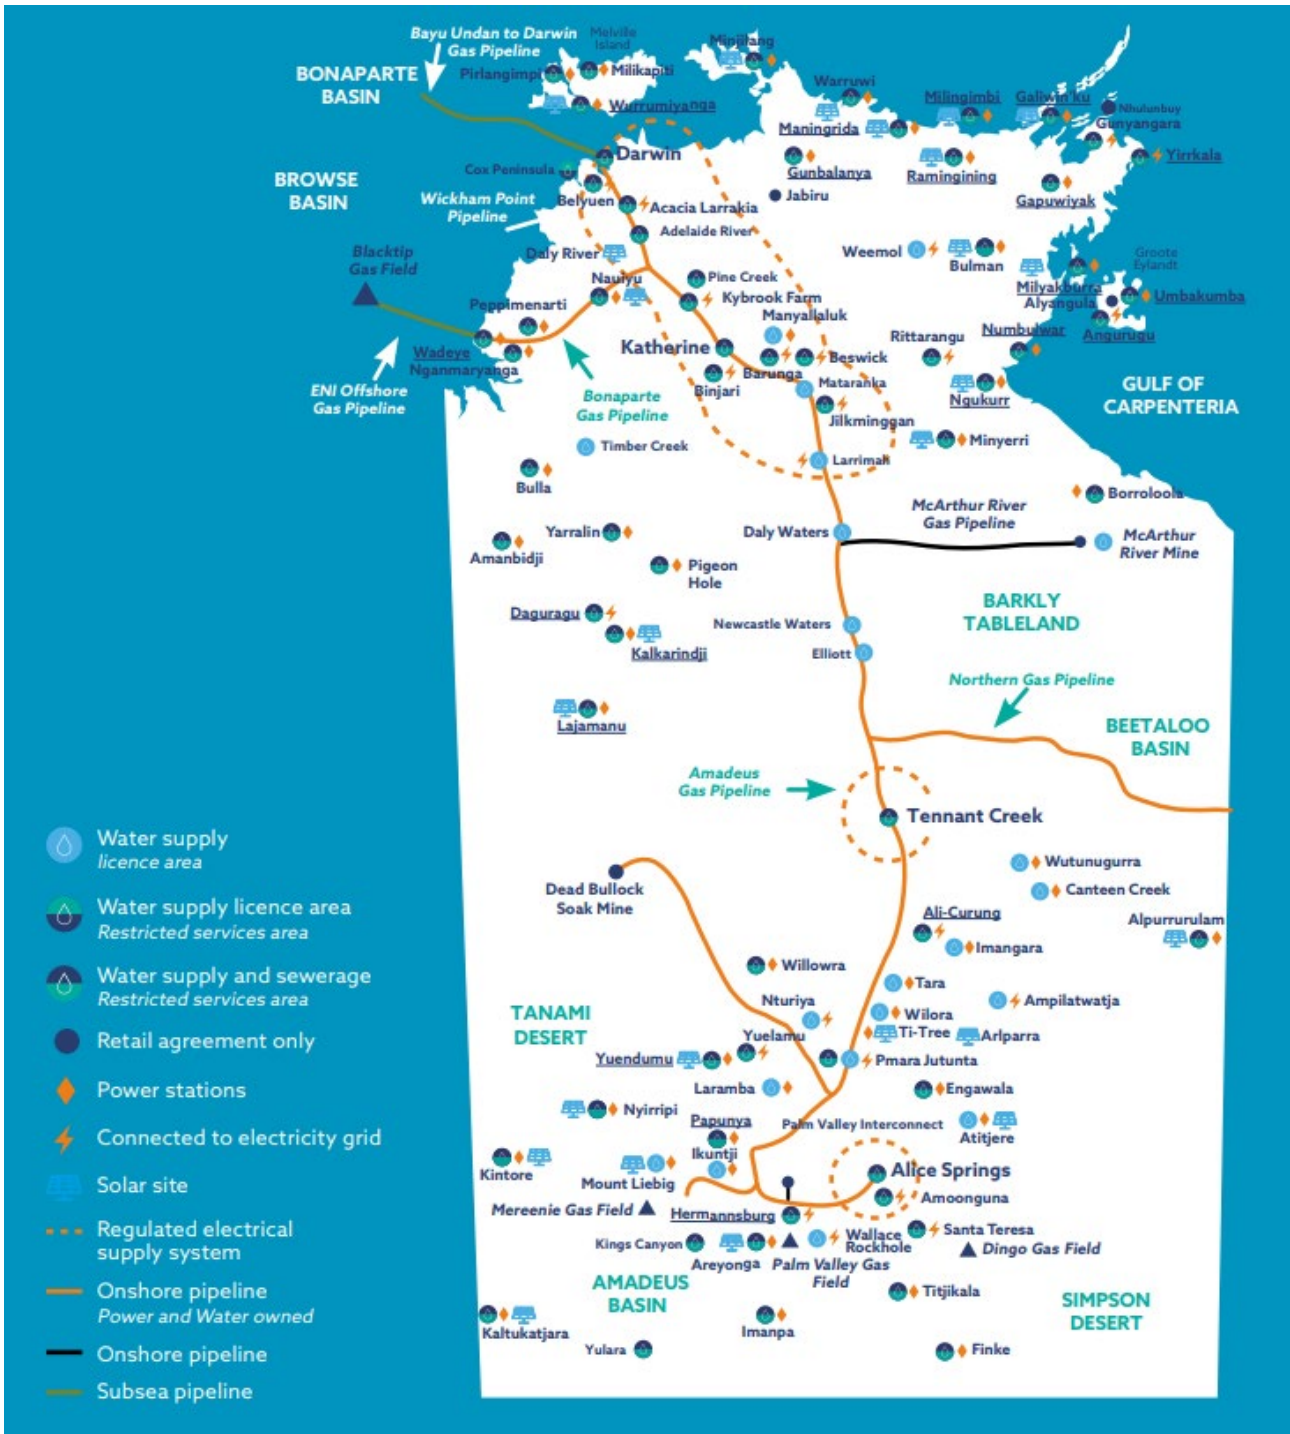 Bayu Undan to Darwin
Gas Pipeline
Melville
Island
Minjilang
BONAPARTE
BASIN
Pirlangimpi
Milikapiti
Warruwi
Wurrumiyanga
Milingimbi
Galiwin'ku
Nhulunbuy
Gunyangara
Maningrida
Darwin
Yirrkala
Cox Peninsula
Gunbalanya
Ramingining
BROWSE
BASIN
Wickham Point
Pipeline
Belyuen
Acacia Larrakia
Jabiru
Gapuwiyak
Adelaide River
Blacktip
Gas Field
Daly River
Weemol
Bulman
Groote
Eylandt
Nauiyu
Pine Creek
Milyakburra
Alyangula
Umbakumba
Peppimenarti
Kybrook Farm
Manyallaluk
Angurugu
Numbulwar
Rittarangu
Wadeye
Nganmaryanga
Katherine
Barunga
Beswick
Binjari
Mataranka
ENI Offshore
Gas Pipeline
Bonaparte
Gas Pipeline
Ngukurr
GULF OF
CARPENTERIA
Jilkminggan
Timber Creek
Minyerri
Larrimah
Bulla
Borroloola
McArthur River
Gas Pipeline
Yarralin
Daly Waters
McArthur
River Mine
Amanbidji
Pigeon
Hole
Daguragu
BARKLY
TABLELAND
Newcastle Waters
Kalkarindji
Elliott
Northern Gas Pipeline
Lajamanu
BEETALOO
BASIN
Amadeus
Gas Pipeline
Tennant Creek
Wutunugurra
Dead Bullock
Soak Mine
Canteen Creek
Ali-Curung
Alpurrurulam
Imangara
Willowra
Tara
Nturiya
Ampilatwatja
TANAMI
DESERT
Wilora
Yuelamu
Ti-Tree
Arlparra
Yuendumu
Pmara Jutunta
Laramba
Engawala
Nyirripi
Papunya
Palm Valley Interconnect
Atitjere
Ikuntji
Kintore
Mount Liebig
Alice Springs
Amoonguna
Mereenie Gas Field
Hermannsburg
Wallace
Rockhole
Santa Teresa
Kings Canyon
Areyonga
Palm Valley Gas
Field
Dingo Gas Field
AMADEUS
BASIN
Titjikala
SIMPSON
DESERT
Kaltukatjara
Imanpa
Yulara
Finke
Water supply
licence area
Water supply licence area
Restricted services area
Water supply and sewerage
Restricted services area
Retail agreement only
Power stations
Connected to electricity grid
Solar site
Regulated electrical
supply system
Onshore pipeline
Power and Water owned
Onshore pipeline
Subsea pipeline